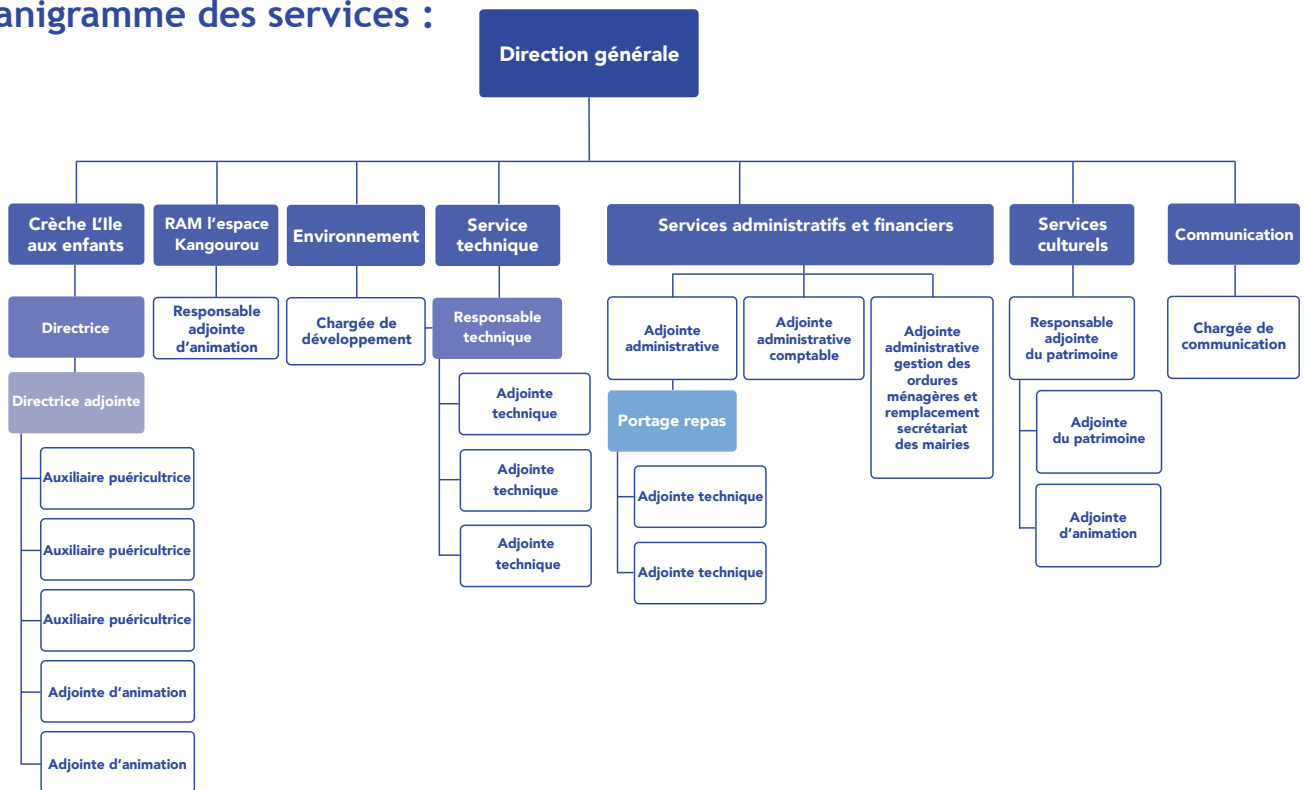 anigramme des services :
Direction générale
Crèche L'Ile
aux enfants
RAM l'espace
Kangourou
Environnement
Service
technique
Services administratifs et financiers
Services
culturels
Communication
Directrice
Directrice adjointe
Auxiliaire puéricultrice
Auxiliaire puéricultrice
Auxiliaire puéricultrice
Adjointe d'animation
Adjointe d'animation
Responsable
adjointe
d'animation
Chargée de
développement
Responsable
technique
Adjointe
technique
Adjointe
technique
Adjointe
technique
Adjointe
administrative
Portage repas
Adjointe technique
Adjointe technique
Adjointe
administrative
comptable
Adjointe
administrative
gestion des
ordures
ménagères et
remplacement
secrétariat
des mairies
Responsable
adjointe
du patrimoine
Adjointe
du patrimoine
Adjointe
d'animation
Chargée de
communication